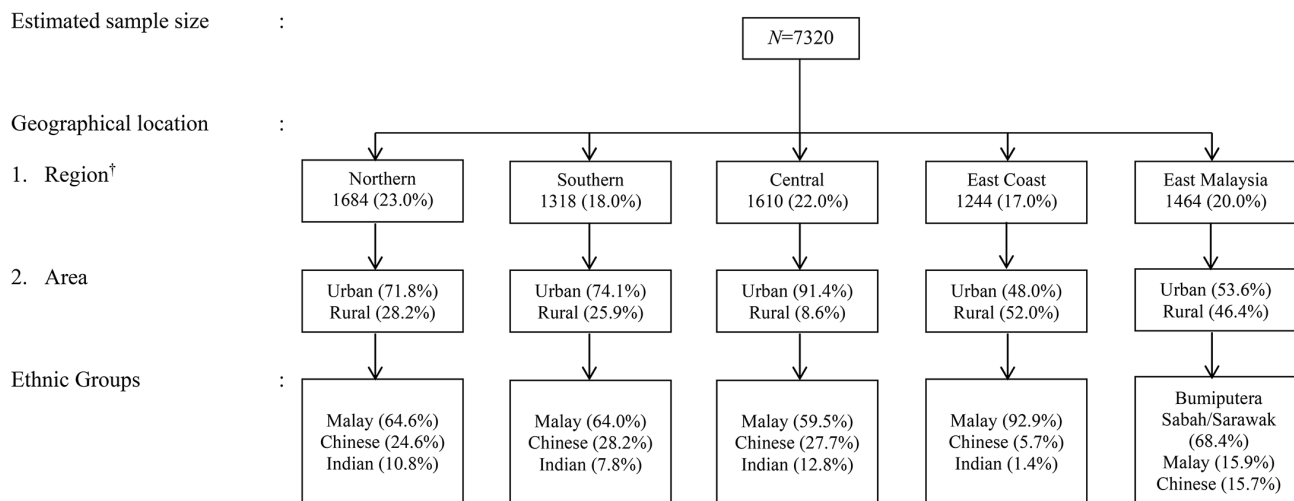 Estimated sample size :
N=7320
Geographical location :
1. Region†
Northern
1684 (23.0%)
Southern
1318 (18.0%)
Central
1610 (22.0%)
East Coast
1244 (17.0%)
East Malaysia
1464 (20.0%)
2. Area
Urban (71.8%)
Rural (28.2%)
Urban (74.1%)
Rural (25.9%)
Urban (91.4%)
Rural (8.6%)
Urban (48.0%)
Rural (52.0%)
Urban (53.6%)
Rural (46.4%)
Ethnic Groups :
Malay (64.6%)
Chinese (24.6%)
Indian (10.8%)
Malay (64.0%)
Chinese (28.2%)
Indian (7.8%)
Malay (59.5%)
Chinese (27.7%)
Indian (12.8%)
Malay (92.9%)
Chinese (5.7%)
Indian (1.4%)
Bumiputera
Sabah/Sarawak
(68.4%)
Malay (15.9%)
Chinese (15.7%)